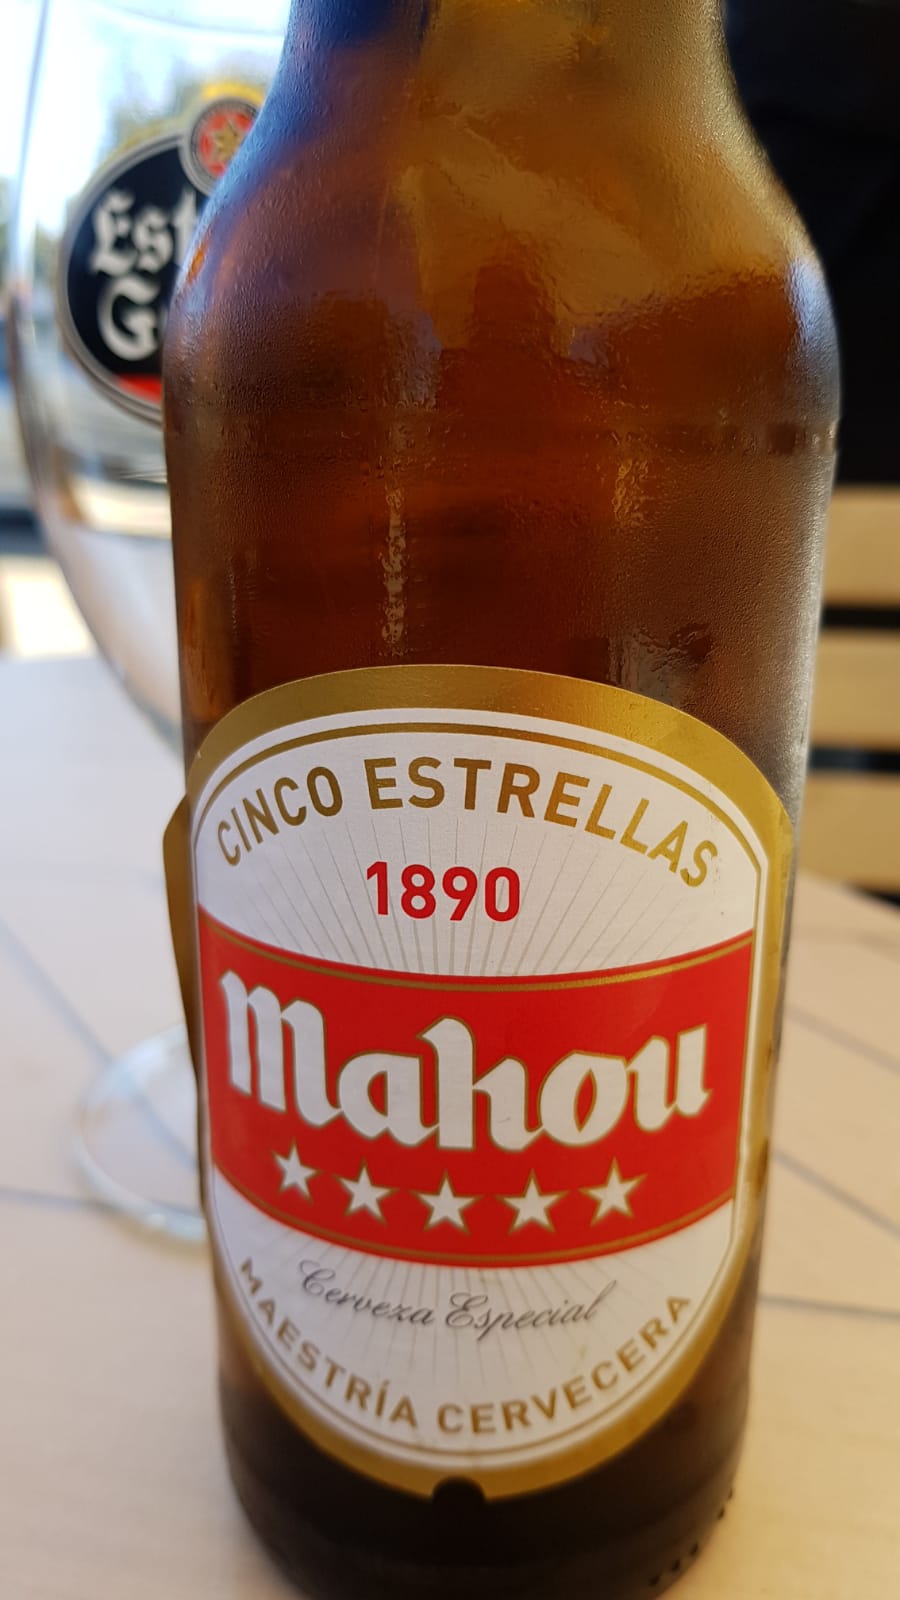 CINCO ESTRELLAS
1890
Mahou
Cerveza Especial
MAESTRÍA CERVECERA